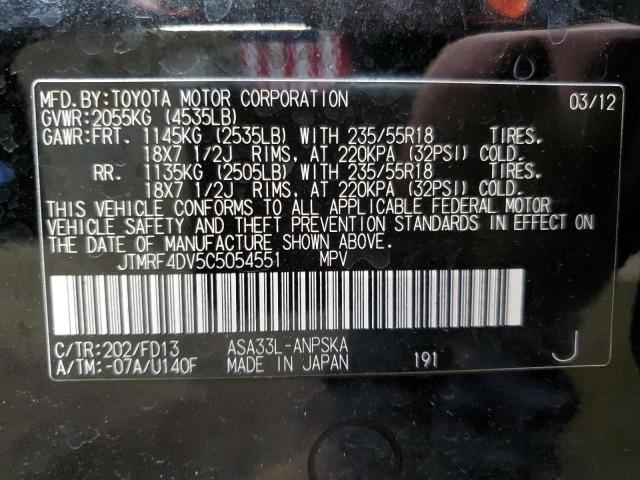 MFD.BY:TOYOTA MOTOR CORPORATION 03/12
GVWR:2055KG (4535LB)
GAWR:FRT. 1145KG (2535LB) WITH 235/55R18 TIRES.
18X7 1/2J RIMS, AT 220KPA (32PSI) COLD.
RR. 1135KG (2505LB) WITH 235/55R18 TIRES.
18X7 1/2J RIMS, AT 220KPA (32PSI) COLD.
THIS VEHICLE CONFORMS TO ALL APPLICABLE FEDERAL MOTOR
VEHICLE SAFETY AND THEFT PREVENTION STANDARDS IN EFFECT ON
THE DATE OF MANUFACTURE SHOWN ABOVE.
JTMRF4DV5C5054551 MPV
C/TR:202/FD13 ASA33L-ANPSKA
A/TM:-07A/U140F MADE IN JAPAN 191 J